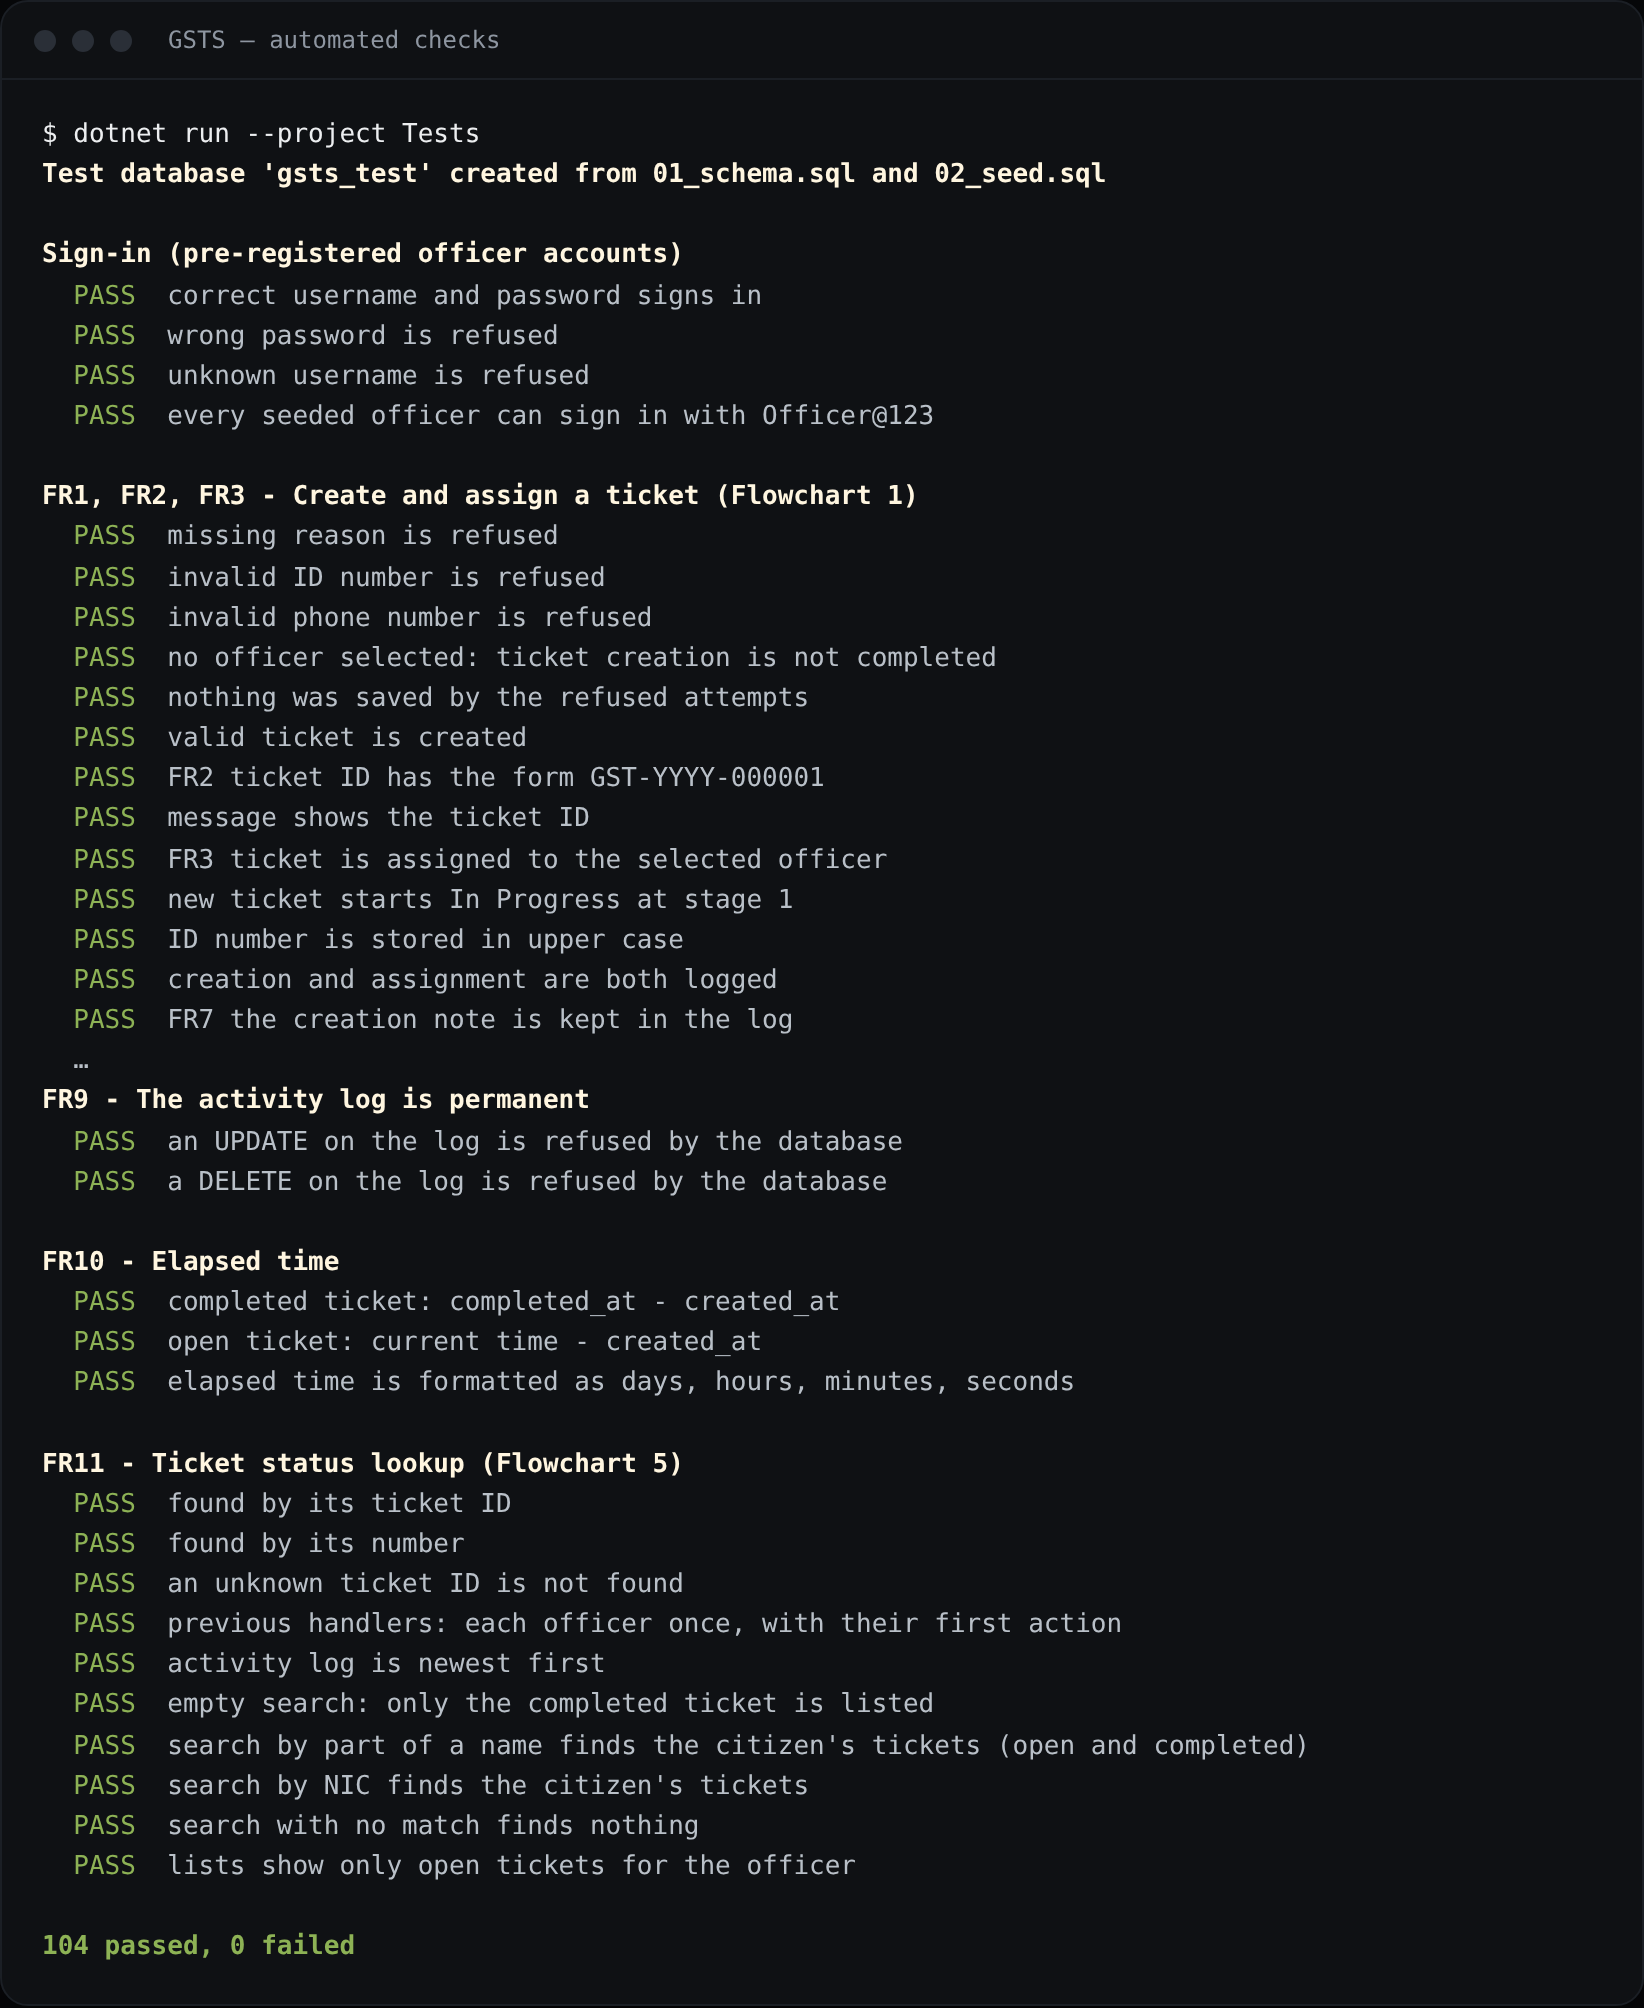 GSTS — automated checks
$ dotnet run --project Tests
Test database 'gsts_test' created from 01_schema.sql and 02_seed.sql
Sign-in (pre-registered officer accounts)
PASS  correct username and password signs in
PASS  wrong password is refused
PASS  unknown username is refused
PASS  every seeded officer can sign in with Officer@123
FR1, FR2, FR3 - Create and assign a ticket (Flowchart 1)
PASS  missing reason is refused
PASS  invalid ID number is refused
PASS  invalid phone number is refused
PASS  no officer selected: ticket creation is not completed
PASS  nothing was saved by the refused attempts
PASS  valid ticket is created
PASS  FR2 ticket ID has the form GST-YYYY-000001
PASS  message shows the ticket ID
PASS  FR3 ticket is assigned to the selected officer
PASS  new ticket starts In Progress at stage 1
PASS  ID number is stored in upper case
PASS  creation and assignment are both logged
PASS  FR7 the creation note is kept in the log
…
FR9 - The activity log is permanent
PASS  an UPDATE on the log is refused by the database
PASS  a DELETE on the log is refused by the database
FR10 - Elapsed time
PASS  completed ticket: completed_at - created_at
PASS  open ticket: current time - created_at
PASS  elapsed time is formatted as days, hours, minutes, seconds
FR11 - Ticket status lookup (Flowchart 5)
PASS  found by its ticket ID
PASS  found by its number
PASS  an unknown ticket ID is not found
PASS  previous handlers: each officer once, with their first action
PASS  activity log is newest first
PASS  empty search: only the completed ticket is listed
PASS  search by part of a name finds the citizen's tickets (open and completed)
PASS  search by NIC finds the citizen's tickets
PASS  search with no match finds nothing
PASS  lists show only open tickets for the officer
104 passed, 0 failed